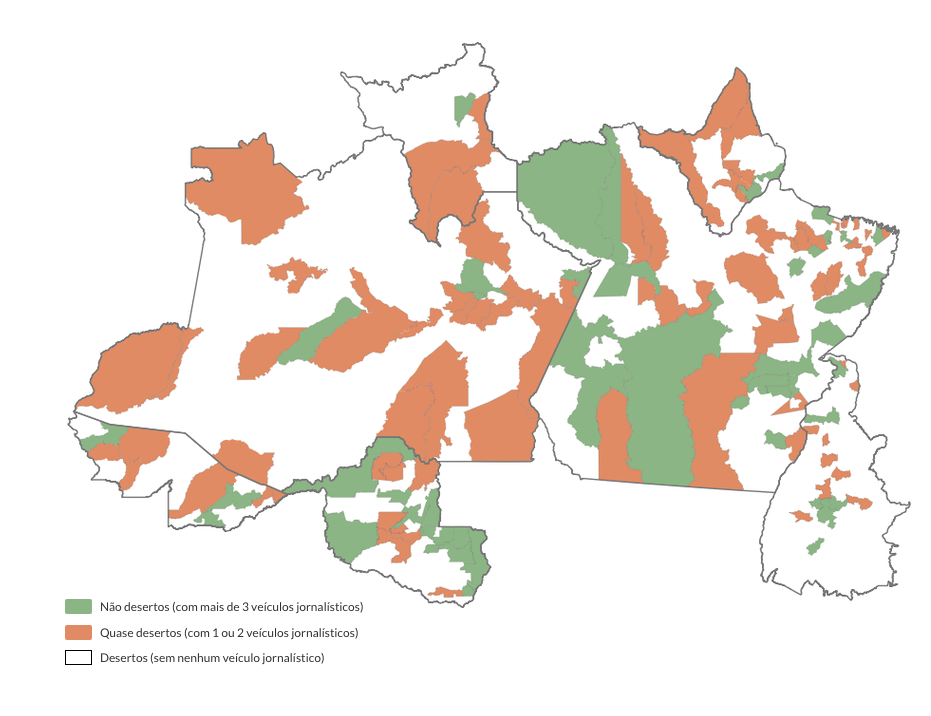 Não desertos (com mais de 3 veículos jornalísticos)
Quase desertos (com 1 ou 2 veículos jornalísticos)
Desertos (sem nenhum veículo jornalístico)